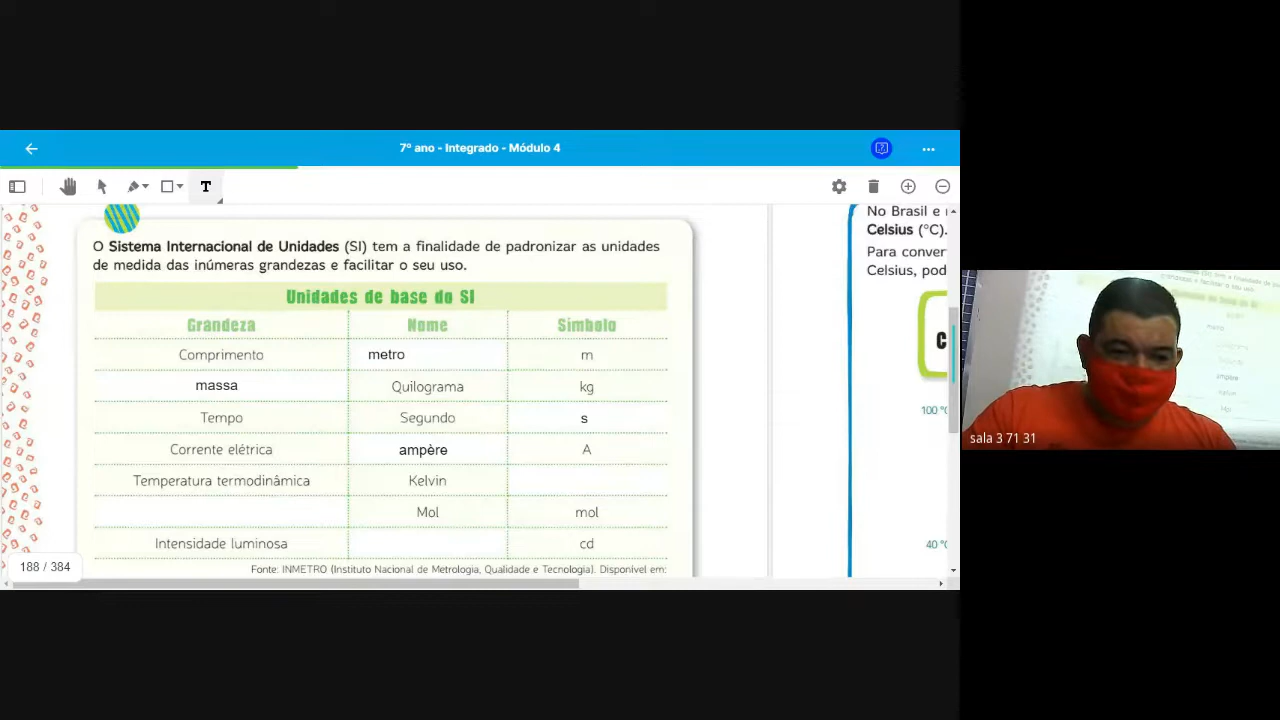 7º ano - Integrado - Módulo 4
T
O Sistema Internacional de Unidades (SI) tem a finalidade de padronizar as unidades
de medida das inúmeras grandezas e facilitar o seu uso.
Unidades de base do SI
Grandeza Nome Símbolo
Comprimento metro m
massa Quilograma kg
Tempo Segundo s
Corrente elétrica ampère A
Temperatura termodinâmica Kelvin
Mol mol
Intensidade luminosa cd
Fonte: INMETRO (Instituto Nacional de Metrologia, Qualidade e Tecnologia). Disponível em:
188 / 384
No Brasil e
Celsius (°C).
Para conver
Celsius, pod
C
100 °C
40 °C
sala 3 71 31